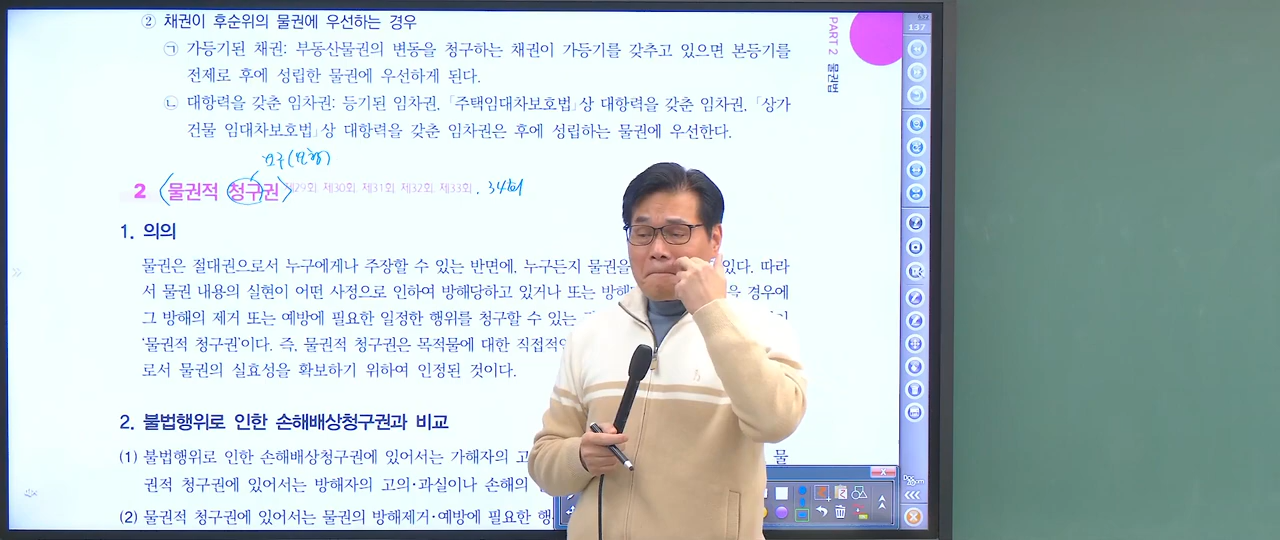 ② 채권이 후순위의 물권에 우선하는 경우
㉠ 가등기된 채권: 부동산물권의 변동을 청구하는 채권이 가등기를 갖추고 있으면 본등기를
전제로 후에 성립한 물권에 우선하게 된다.
㉡ 대항력을 갖춘 임차권: 등기된 임차권, 「주택임대차보호법」상 대항력을 갖춘 임차권, 「상가
건물 임대차보호법」상 대항력을 갖춘 임차권은 후에 성립하는 물권에 우선한다.
2 물권적 청구권 제29회 제30회 제31회 제32회 제33회 . 34회
1. 의의
물권은 절대권으로서 누구에게나 주장할 수 있는 반면에, 누구든지 물권을 있다. 따라
서 물권 내용의 실현이 어떤 사정으로 인하여 방해당하고 있거나 또는 방해 경우에
그 방해의 제거 또는 예방에 필요한 일정한 행위를 청구할 수 있는
'물권적 청구권'이다. 즉, 물권적 청구권은 목적물에 대한
로서 물권의 실효성을 확보하기 위하여 인정된 것이다.
2. 불법행위로 인한 손해배상청구권과 비교
(1) 불법행위로 인한 손해배상청구권에 있어서는 가해자의 고 물
권적 청구권에 있어서는 방해자의 고의·과실이나 손해의
(2) 물권적 청구권에 있어서는 물권의 방해제거·예방에 필요한 행
PART 2 물권법
137